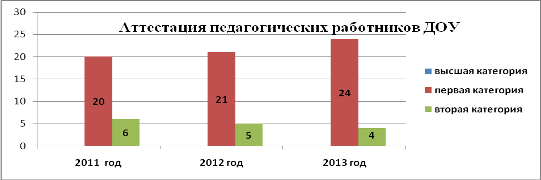 Аттестация педагогических работников ДОУ
30
25
20
15
10
5
0
20
6
21
5
24
4
2011 год
2012 год
2013 год
высшая категория
первая категория
вторая категория